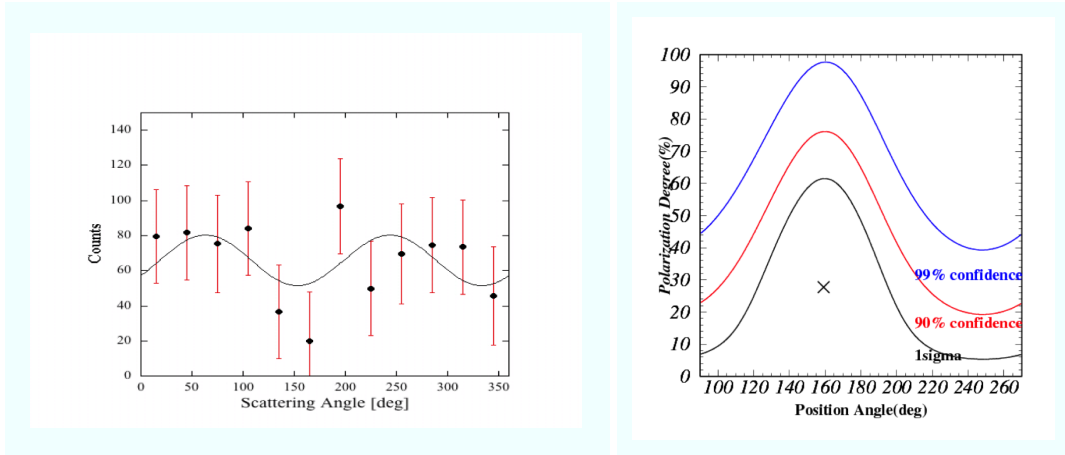 140
120
100
80
60
40
20
0
Counts
0 50 100 150 200 250 300 350
Scattering Angle [deg]
100
90
80
70
60
50
40
30
20
10
0
Polarization Degree(%)
99% confidence
90% confidence
1sigma
100 120 140 160 180 200 220 240 260
Position Angle(deg)